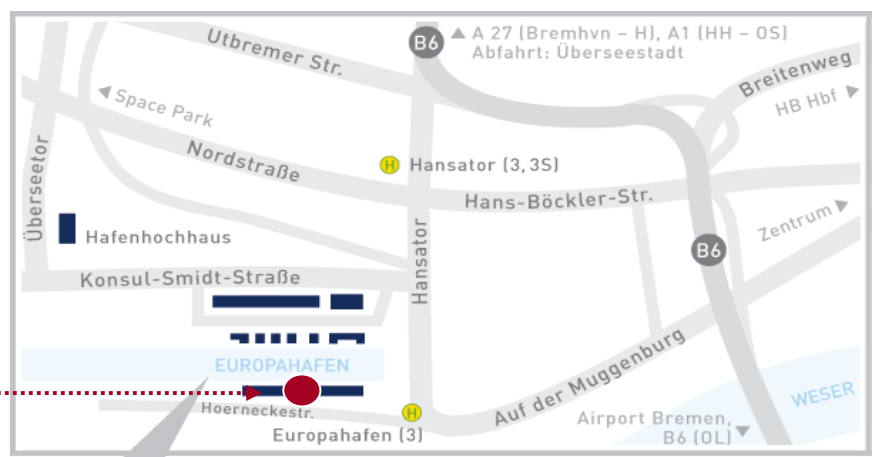 Utbremer Str.
B6
A 27 (Bremhvn – H), A1 (HH – OS)
Abfahrt: Überseestadt
Breitenweg
HB Hbf
Space Park
Nordstraße
H
Hansator (3, 3S)
Hans-Böckler-Str.
Überseetor
Hafenhochhaus
Zentrum
B6
Konsul-Smidt-Straße
Hansator
EUROPAHAFEN
Auf der Muggenburg
WESER
Hoerneckestr.
H
Europahafen (3)
Airport Bremen,
B6 (OL)